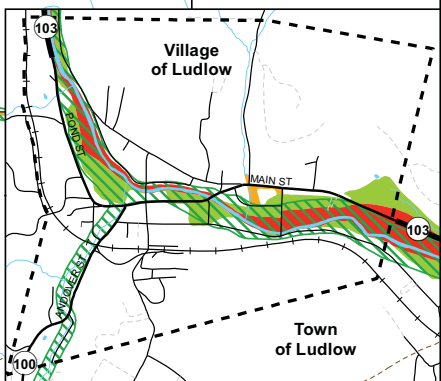 103
Village
of Ludlow
POND ST
MAIN ST
103
ANDOVER ST
Town
of Ludlow
100